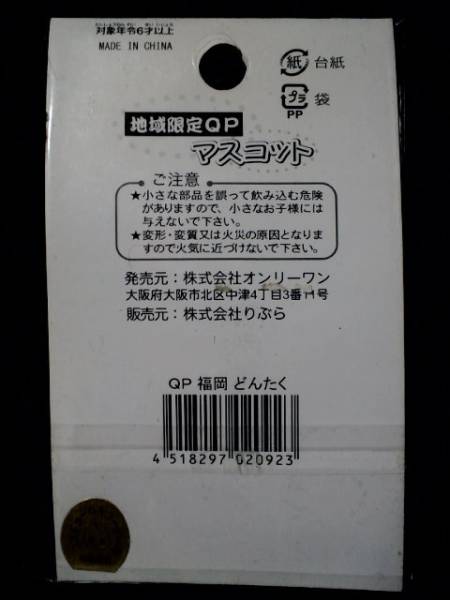 対象年令6才以上
MADE IN CHINA
紙 台紙
プラ 袋
PP
地域限定QP
マスコット
ご注意
★小さな部品を誤って飲み込む危険
がありますので、小さなお子様には
与えないで下さい。
★変形・変質又は火災の原因となりま
すので火気に近づけないで下さい。
発売元：株式会社オンリーワン
大阪府大阪市北区中津4丁目3番11号
販売元：株式会社りぶら
QP 福岡 どんたく
4 518297 020923